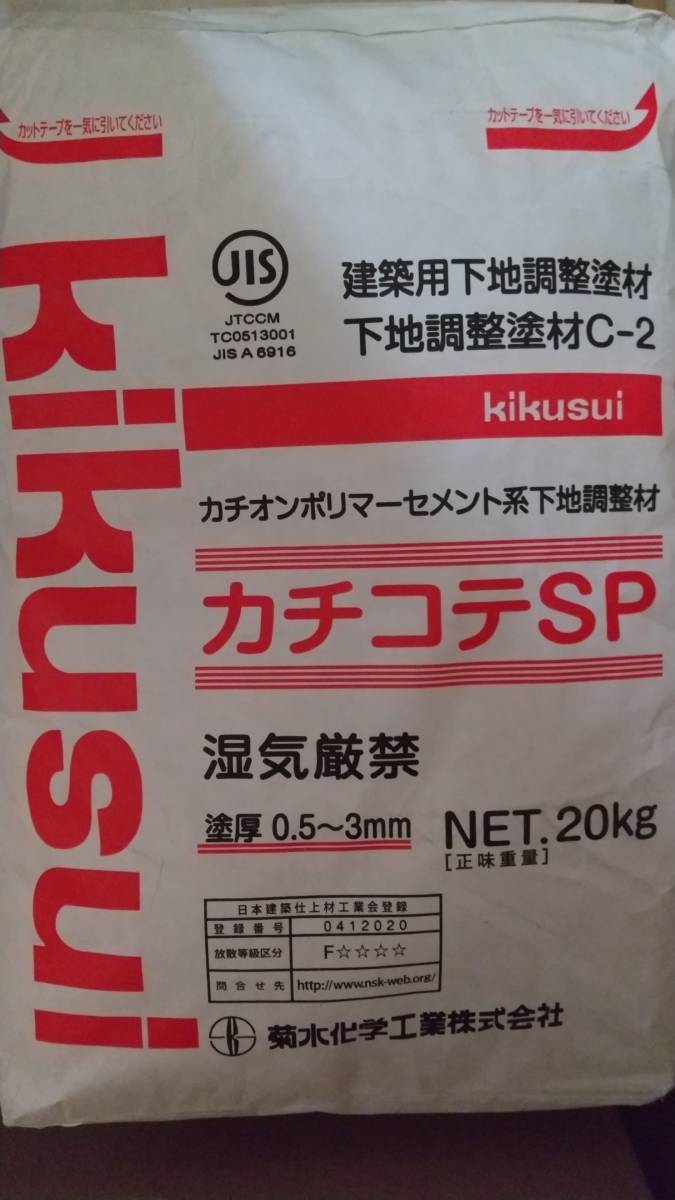 カットテープを一気に引いてください
カットテープを一気に引いてください
kikusui
JIS
JTCCM
TC0513001
JIS A 6916
建築用下地調整塗材
下地調整塗材C-2
kikusui
カチオンポリマーセメント系下地調整材
カチコテSP
湿気厳禁
塗厚 0.5～3mm
NET.20kg
[正味重量]
日本建築仕上材工業会登録
登録番号 0412020
放散等級区分 F☆☆☆☆
問合せ先 http://www.nsk-web.org/
菊水化学工業株式会社